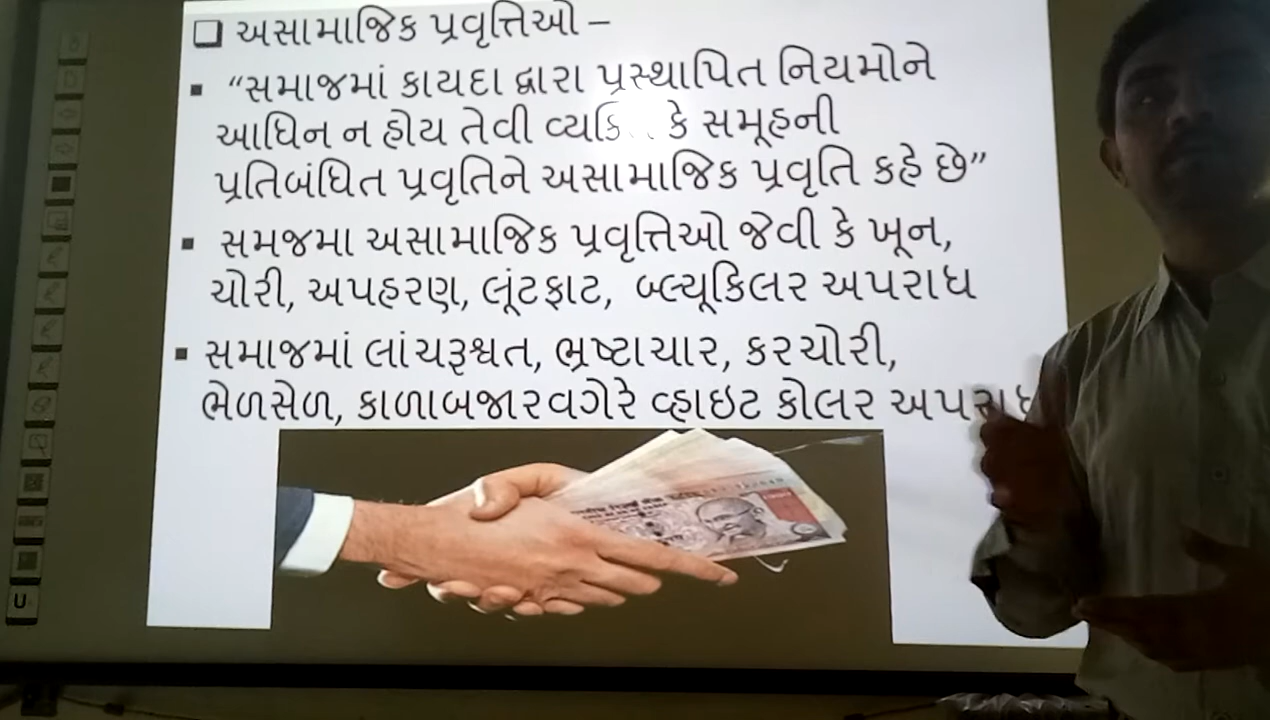 ❑ અસામાજિક પ્રવૃત્તિઓ –
▪ “સમાજમાં કાયદા દ્વારા પ્રસ્થાપિત નિયમોને
આધિન ન હોય તેવી કે સમૂહની
પ્રતિબંધિત પ્રવૃતિને અસામાજિક પ્રવૃતિ કહે છે”
▪ સમજમા અસામાજિક પ્રવૃત્તિઓ જેવી કે ખૂન,
ચોરી, અપહરણ, લૂંટફાટ, બ્લ્યૂકિલર અપરાધ
▪ સમાજમાં લાંચરૂશ્વત, ભ્રષ્ટાચાર, કરચોરી,
ભેળસેળ, કાળાબજારવગેરે વ્હાઇટ કોલર અપરાધ
U